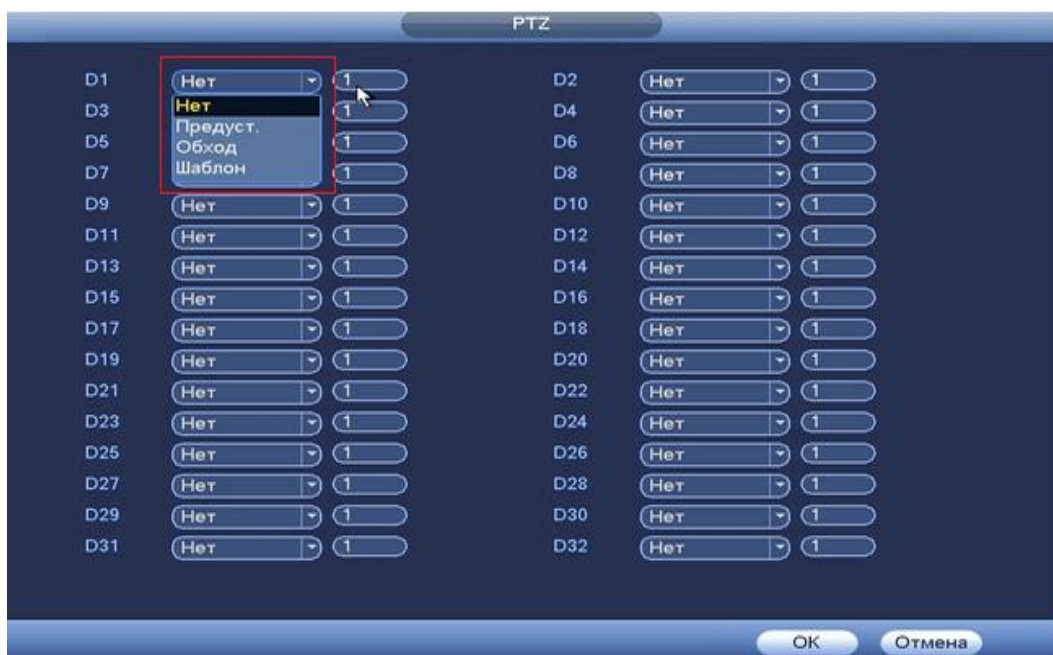 PTZ
D1 Нет 1 D2 Нет 1
Нет
D3 1 D4 Нет 1
Предуст.
D5 Обход 1 D6 Нет 1
D7 Шаблон 1 D8 Нет 1
D9 Нет 1 D10 Нет 1
D11 Нет 1 D12 Нет 1
D13 Нет 1 D14 Нет 1
D15 Нет 1 D16 Нет 1
D17 Нет 1 D18 Нет 1
D19 Нет 1 D20 Нет 1
D21 Нет 1 D22 Нет 1
D23 Нет 1 D24 Нет 1
D25 Нет 1 D26 Нет 1
D27 Нет 1 D28 Нет 1
D29 Нет 1 D30 Нет 1
D31 Нет 1 D32 Нет 1
OK Отмена